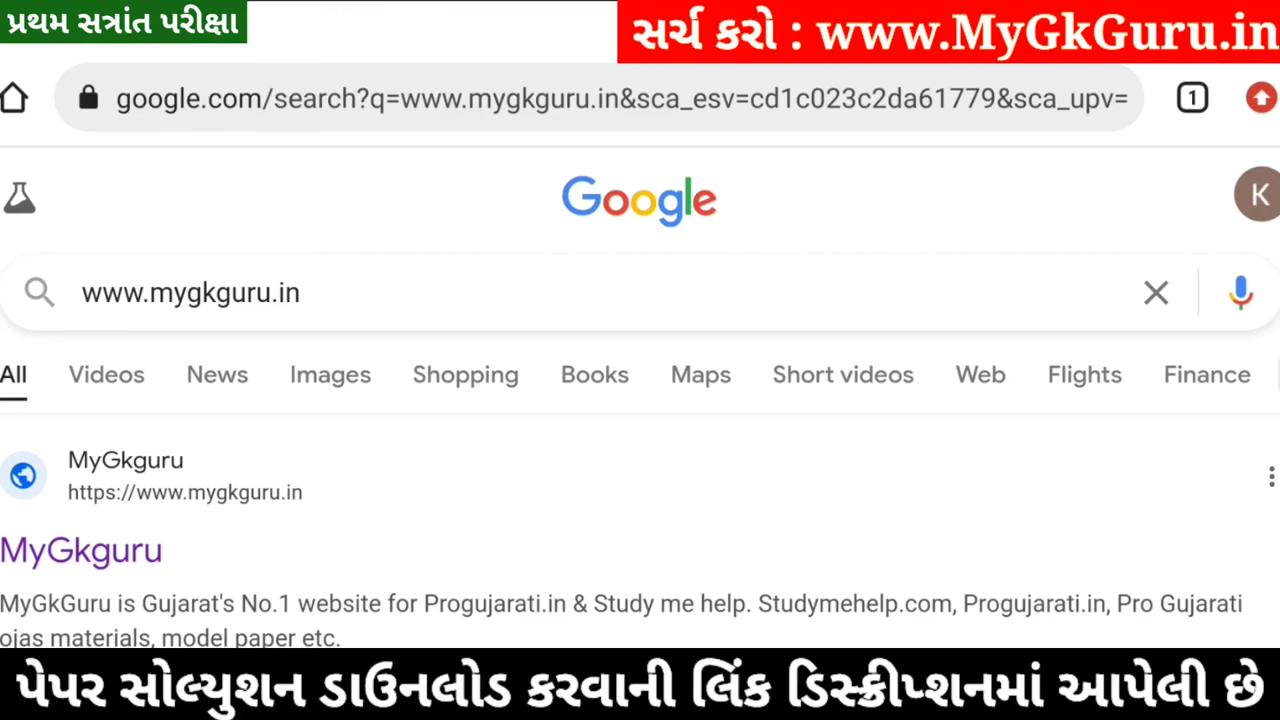 પ્રથમ સત્રાંત પરીક્ષા
સર્ચ કરો : www.MyGkGuru.in
google.com/search?q=www.mygkguru.in&sca_esv=cd1c023c2da61779&sca_upv=
1
Google
K
www.mygkguru.in
All Videos News Images Shopping Books Maps Short videos Web Flights Finance
MyGkguru
https://www.mygkguru.in
MyGkguru
MyGkGuru is Gujarat's No.1 website for Progujarati.in & Study me help. Studymehelp.com, Progujarati.in, Pro Gujarati
ojas materials, model paper etc.
પેપર સોલ્યુશન ડાઉનલોડ કરવાની લિંક ડિસ્ક્રીપ્શનમાં આપેલી છે